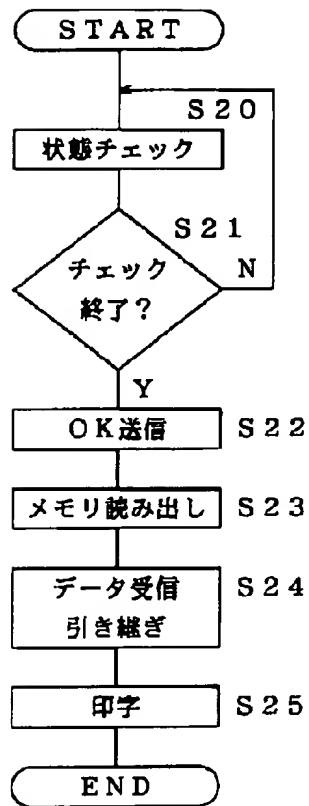 START
S20
状態チェック
S21
チェック
終了？
N
Y
OK送信
S22
メモリ読み出し
S23
データ受信
引き継ぎ
S24
印字
S25
END